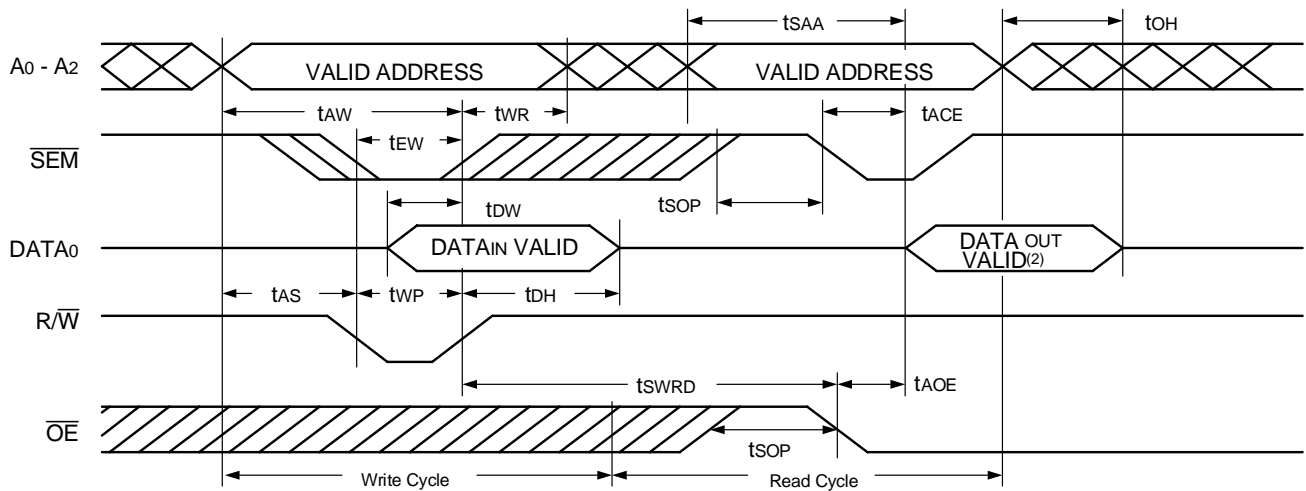 tSAA
tOH
A0 - A2
VALID ADDRESS
VALID ADDRESS
tAW
tWR
tACE
tEW
SEM
tSOP
tDW
DATA0
DATAIN VALID
DATA OUT
VALID(2)
tAS
tWP
tDH
R/W
tSWRD
tAOE
OE
tSOP
Write Cycle
Read Cycle